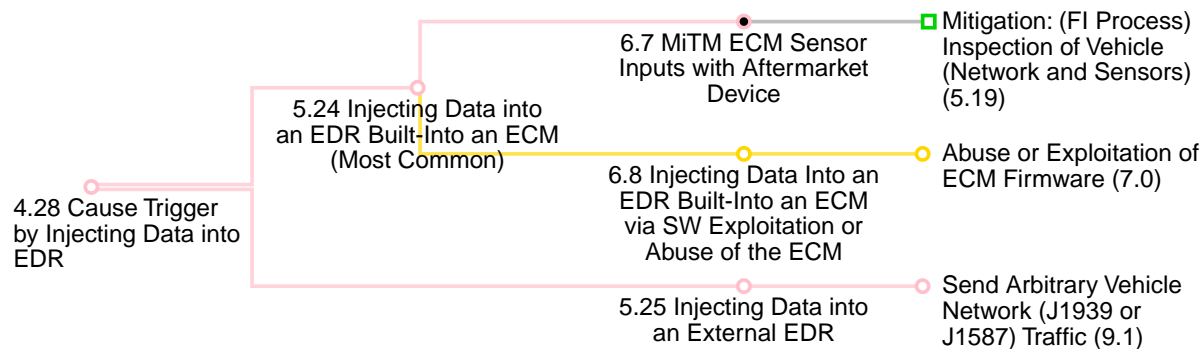 4.28 Cause Trigger
by Injecting Data into
EDR
5.24 Injecting Data into
an EDR Built-Into an ECM
(Most Common)
6.7 MiTM ECM Sensor
Inputs with Aftermarket
Device
Mitigation: (FI Process)
Inspection of Vehicle
(Network and Sensors)
(5.19)
6.8 Injecting Data Into an
EDR Built-Into an ECM
via SW Exploitation or
Abuse of the ECM
Abuse or Exploitation of
ECM Firmware (7.0)
5.25 Injecting Data into
an External EDR
Send Arbitrary Vehicle
Network (J1939 or
J1587) Traffic (9.1)